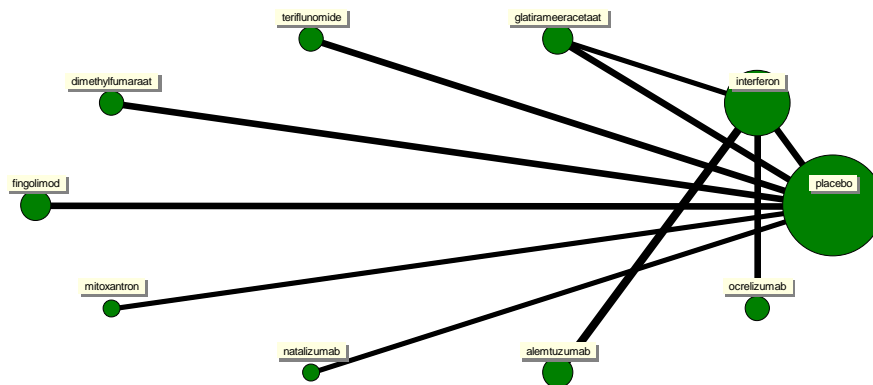 teriflunomide
glatirameeracetaat
dimethylfumaraat
interferon
fingolimod
placebo
mitoxantron
ocrelizumab
natalizumab
alemtuzumab